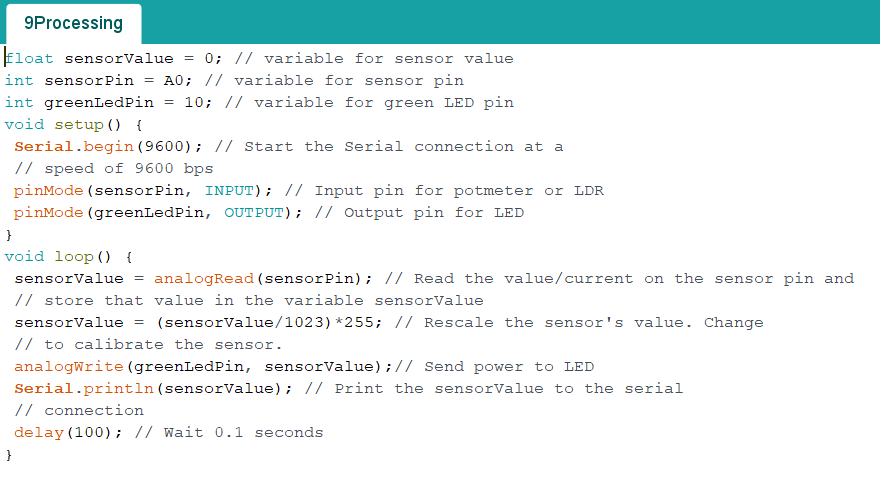 9Processing
float sensorValue = 0; // variable for sensor value
int sensorPin = A0; // variable for sensor pin
int greenLedPin = 10; // variable for green LED pin
void setup() {
Serial.begin(9600); // Start the Serial connection at a
// speed of 9600 bps
pinMode(sensorPin, INPUT); // Input pin for potmeter or LDR
pinMode(greenLedPin, OUTPUT); // Output pin for LED
}
void loop() {
sensorValue = analogRead(sensorPin); // Read the value/current on the sensor pin and
// store that value in the variable sensorValue
sensorValue = (sensorValue/1023)*255; // Rescale the sensor's value. Change
// to calibrate the sensor.
analogWrite(greenLedPin, sensorValue);// Send power to LED
Serial.println(sensorValue); // Print the sensorValue to the serial
// connection
delay(100); // Wait 0.1 seconds
}